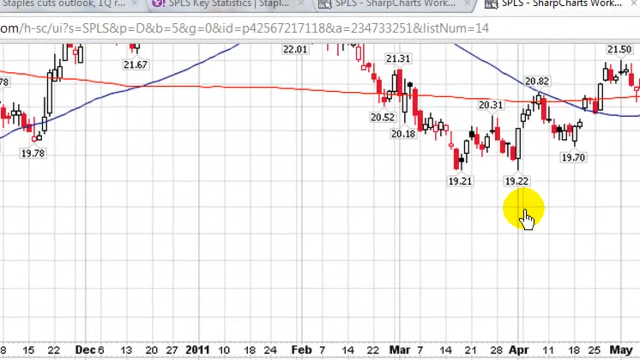 Staples cuts outlook, 1Q r
SPLS Key Statistics | Staple
SPLS - SharpCharts Work
SPLS - SharpCharts Work
om/h-sc/ui?s=SPLS&p=D&b=5&g=0&id=p42567217118&a=234733251&listNum=14
22.01
21.50
21.67
21.31
.78
20.82
20.52
20.31
20.18
19.78
19.70
19.21
19.22
8 15 22 Dec 6 13 20 27 2011 10 18 24 Feb 7 14 22 Mar 7 14 21 28 Apr 11 18 25 May